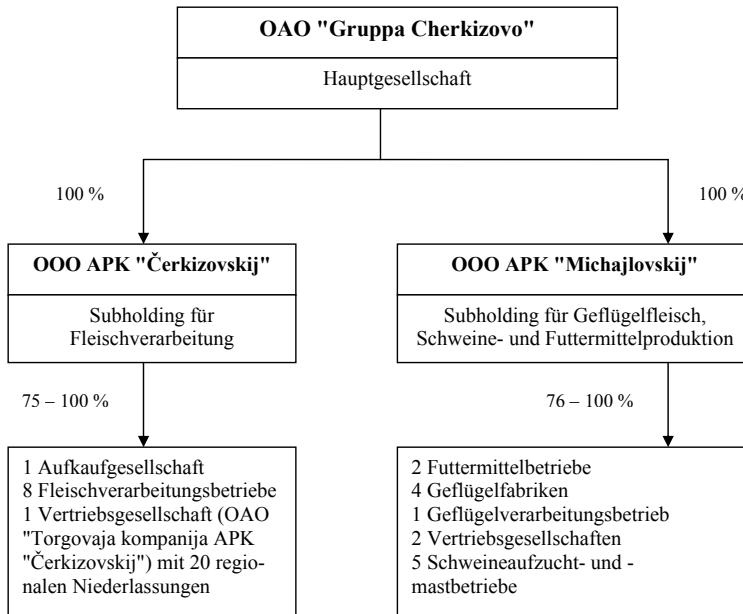 OAO "Gruppa Cherkizovo"
Hauptgesellschaft
100 %
100 %
OOO APK "Čerkizovskij"
Subholding für
Fleischverarbeitung
OOO APK "Michajlovskij"
Subholding für Geflügelfleisch,
Schweine- und Futtermittelproduktion
75 – 100 %
76 – 100 %
1 Aufkaufgesellschaft
8 Fleischverarbeitungsbetriebe
1 Vertriebsgesellschaft (OAO
"Torgovaja kompanija APK
"Čerkizovskij") mit 20 regio-
nalen Niederlassungen
2 Futtermittelbetriebe
4 Geflügelfabriken
1 Geflügelverarbeitungsbetrieb
2 Vertriebsgesellschaften
5 Schweineaufzucht- und -
mastbetriebe